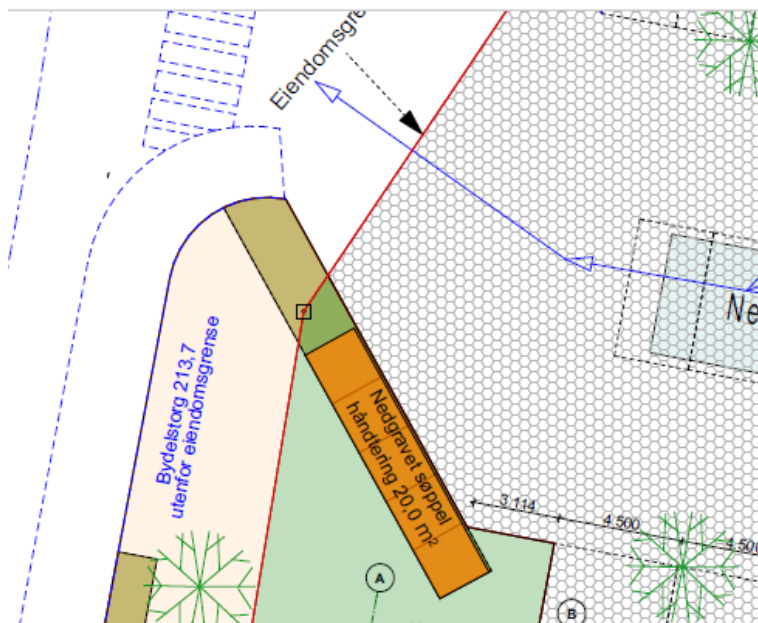 Eiendomsgre
Ne
Bydelstorg 213,7
utenfor eiendomsgrense
Nedgravet søppel
håndtering 20,0 m²
3.114
4.500
4.500
A
B